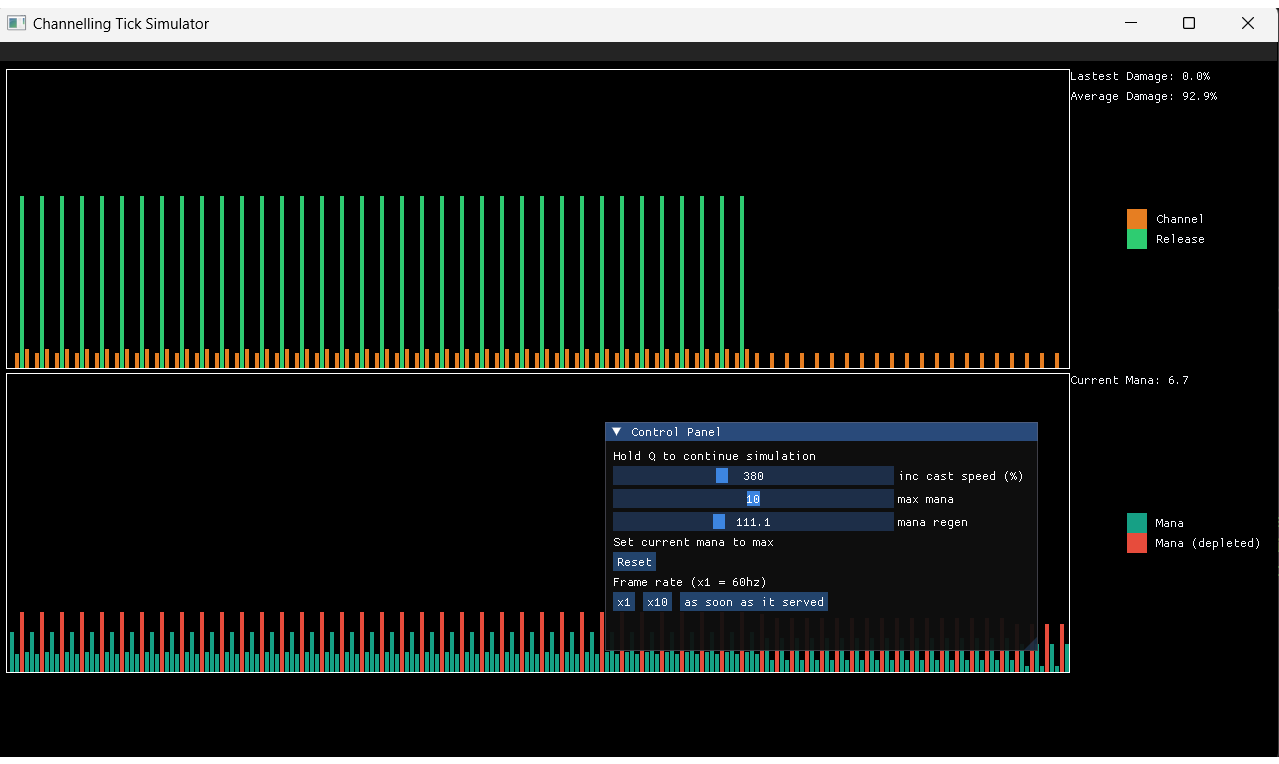 Channelling Tick Simulator
Lastest Damage: 0.0%
Average Damage: 92.9%
Channel
Release
Current Mana: 6.7
Control Panel
Hold Q to continue simulation
380 inc cast speed (%)
10 max mana
111.1 mana regen
Set current mana to max
Reset
Frame rate (x1 = 60hz)
x1 x10 as soon as it served
Mana
Mana (depleted)